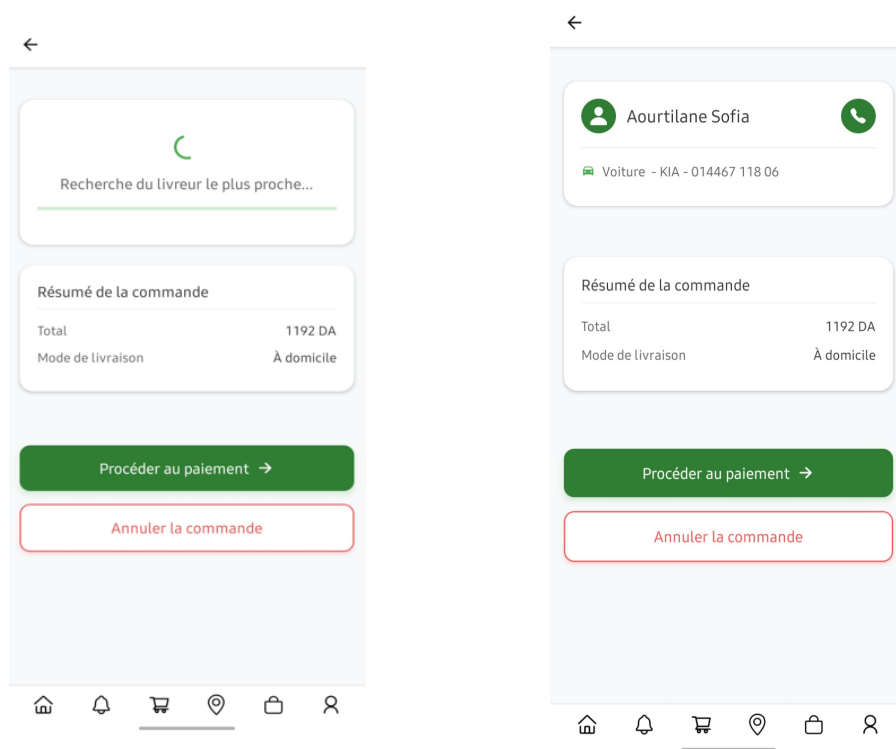 Recherche du livreur le plus proche...
Résumé de la commande
Total 1192 DA
Mode de livraison À domicile
Procéder au paiement →
Annuler la commande
Aourtilane Sofia
Voiture - KIA - 014467 118 06
Résumé de la commande
Total 1192 DA
Mode de livraison À domicile
Procéder au paiement →
Annuler la commande